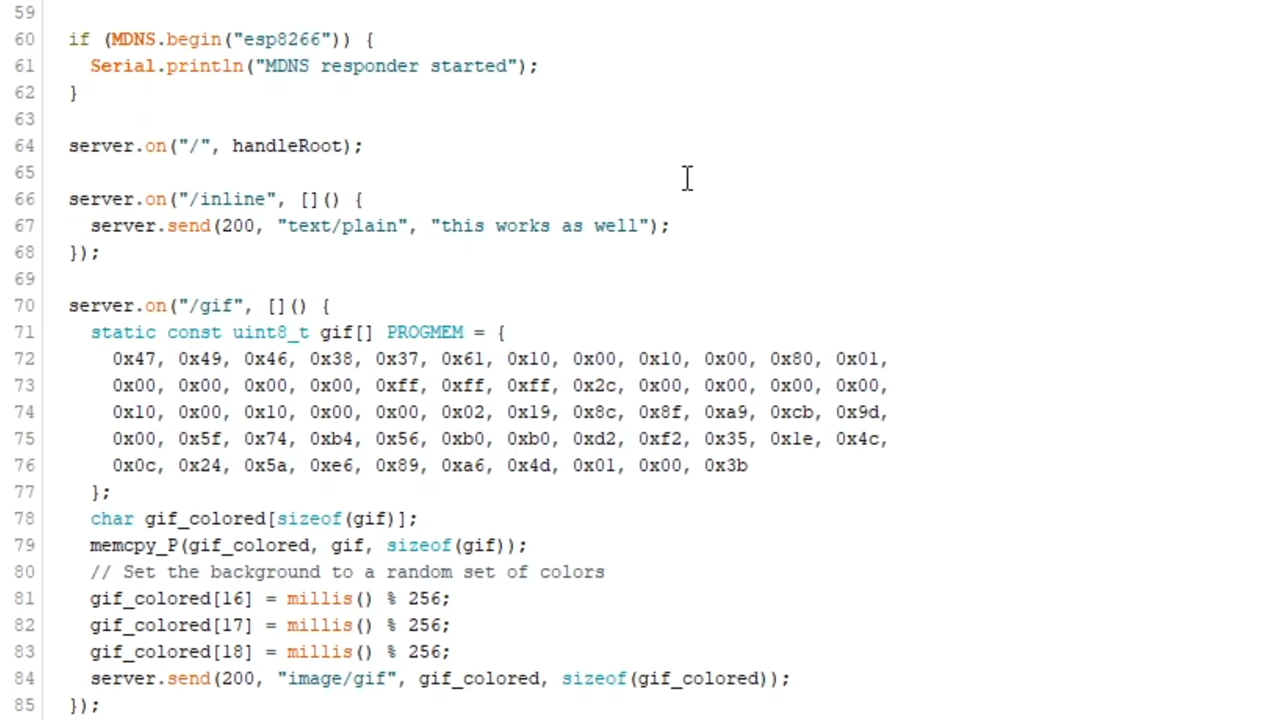 59
60 if (MDNS.begin("esp8266")) {
61 Serial.println("MDNS responder started");
62 }
63
64 server.on("/", handleRoot);
65
66 server.on("/inline", []() {
67 server.send(200, "text/plain", "this works as well");
68 });
69
70 server.on("/gif", []() {
71 static const uint8_t gif[] PROGMEM = {
72 0x47, 0x49, 0x46, 0x38, 0x37, 0x61, 0x10, 0x00, 0x10, 0x00, 0x80, 0x01,
73 0x00, 0x00, 0x00, 0x00, 0xff, 0xff, 0xff, 0x2c, 0x00, 0x00, 0x00, 0x00,
74 0x10, 0x00, 0x10, 0x00, 0x00, 0x02, 0x19, 0x8c, 0x8f, 0xa9, 0xcb, 0x9d,
75 0x00, 0x5f, 0x74, 0xb4, 0x56, 0xb0, 0xb0, 0xd2, 0xf2, 0x35, 0x1e, 0x4c,
76 0x0c, 0x24, 0x5a, 0xe6, 0x89, 0xa6, 0x4d, 0x01, 0x00, 0x3b
77 };
78 char gif_colored[sizeof(gif)];
79 memcpy_P(gif_colored, gif, sizeof(gif));
80 // Set the background to a random set of colors
81 gif_colored[16] = millis() % 256;
82 gif_colored[17] = millis() % 256;
83 gif_colored[18] = millis() % 256;
84 server.send(200, "image/gif", gif_colored, sizeof(gif_colored));
85 });